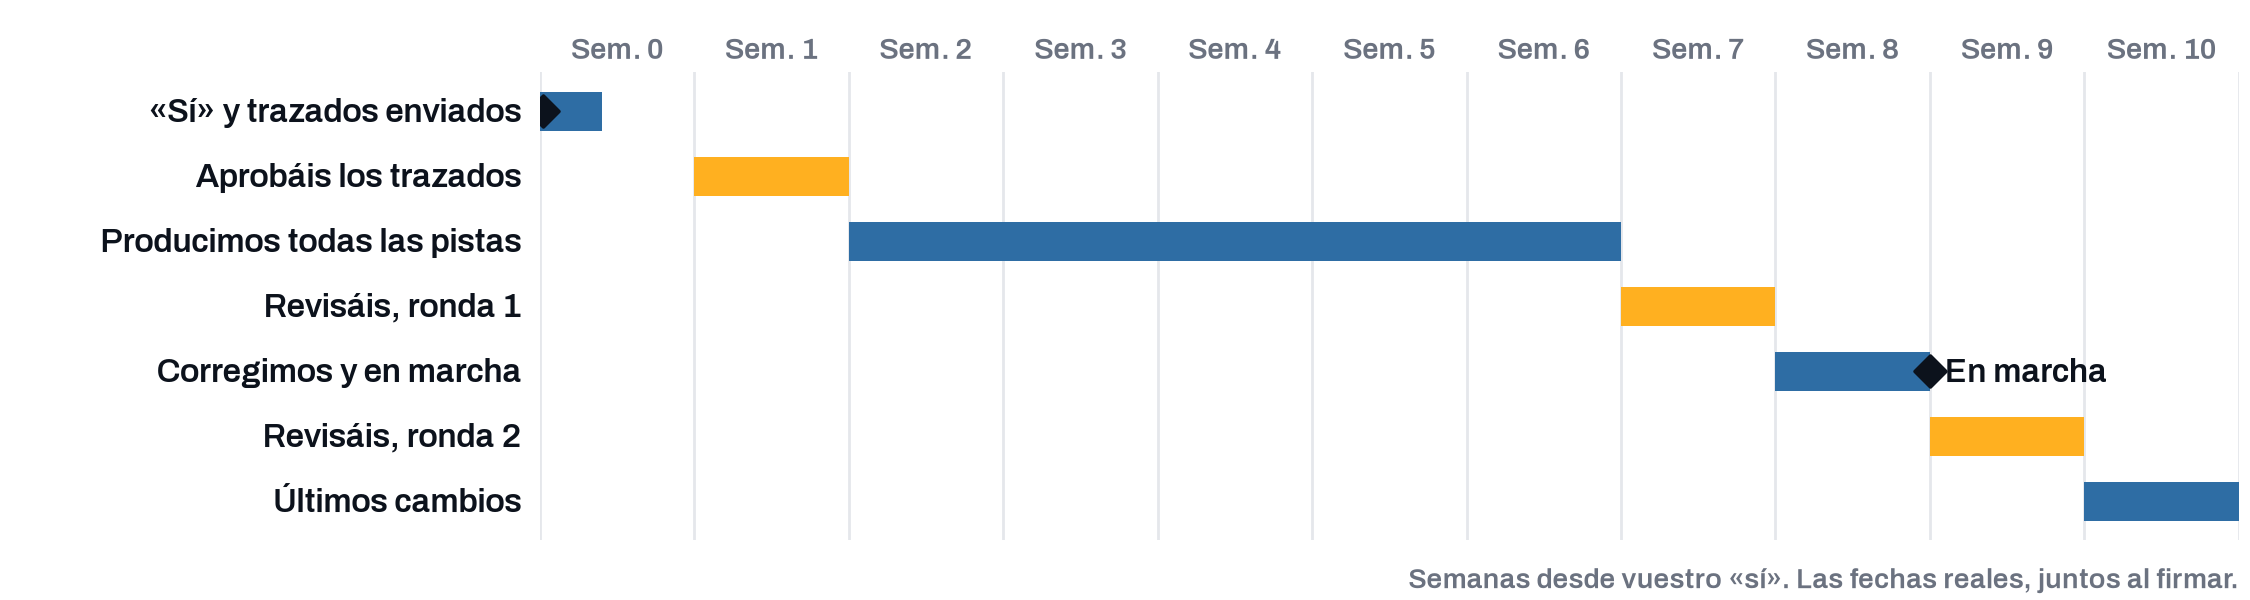 Sem. 0 Sem. 1 Sem. 2 Sem. 3 Sem. 4 Sem. 5 Sem. 6 Sem. 7 Sem. 8 Sem. 9 Sem. 10
«Sí» y trazados enviados
Aprobáis los trazados
Producimos todas las pistas
Revisáis, ronda 1
Corregimos y en marcha En marcha
Revisáis, ronda 2
Últimos cambios
Semanas desde vuestro «sí». Las fechas reales, juntos al firmar.